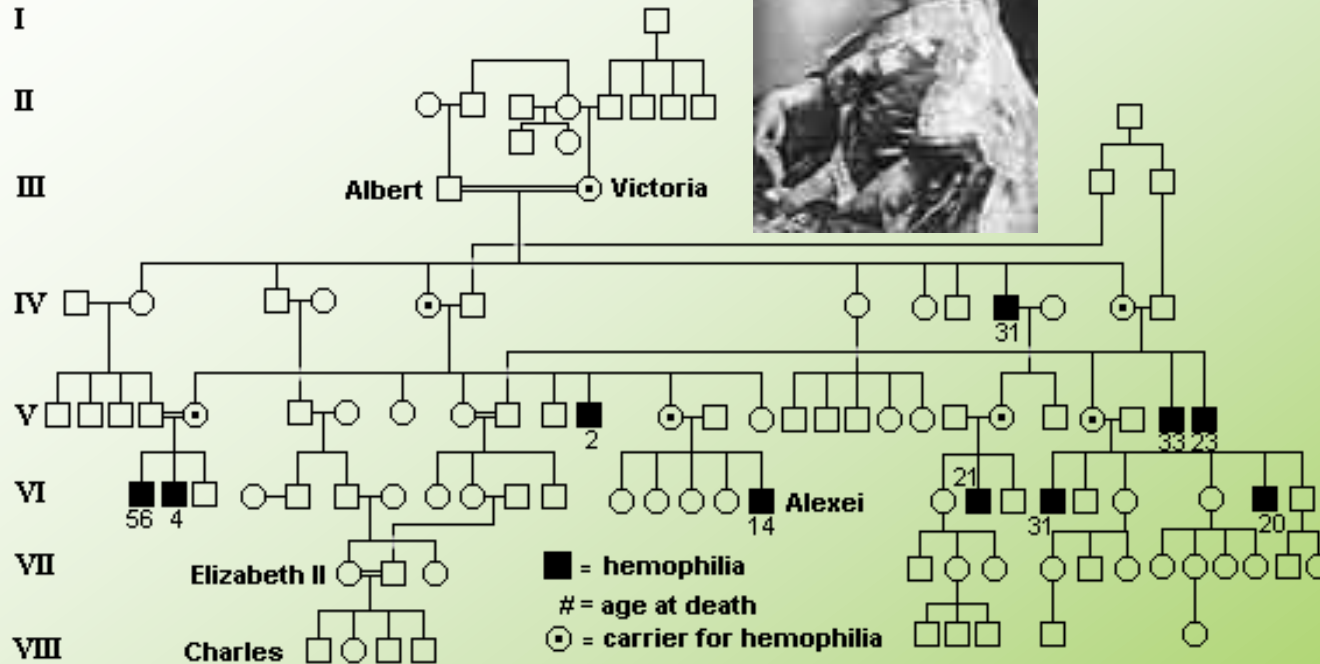 I
II
III
Albert
Victoria
IV
31
V
2
33 23
VI
56 4
14
Alexei
21
31
20
VII
Elizabeth II
= hemophilia
# = age at death
= carrier for hemophilia
VIII
Charles